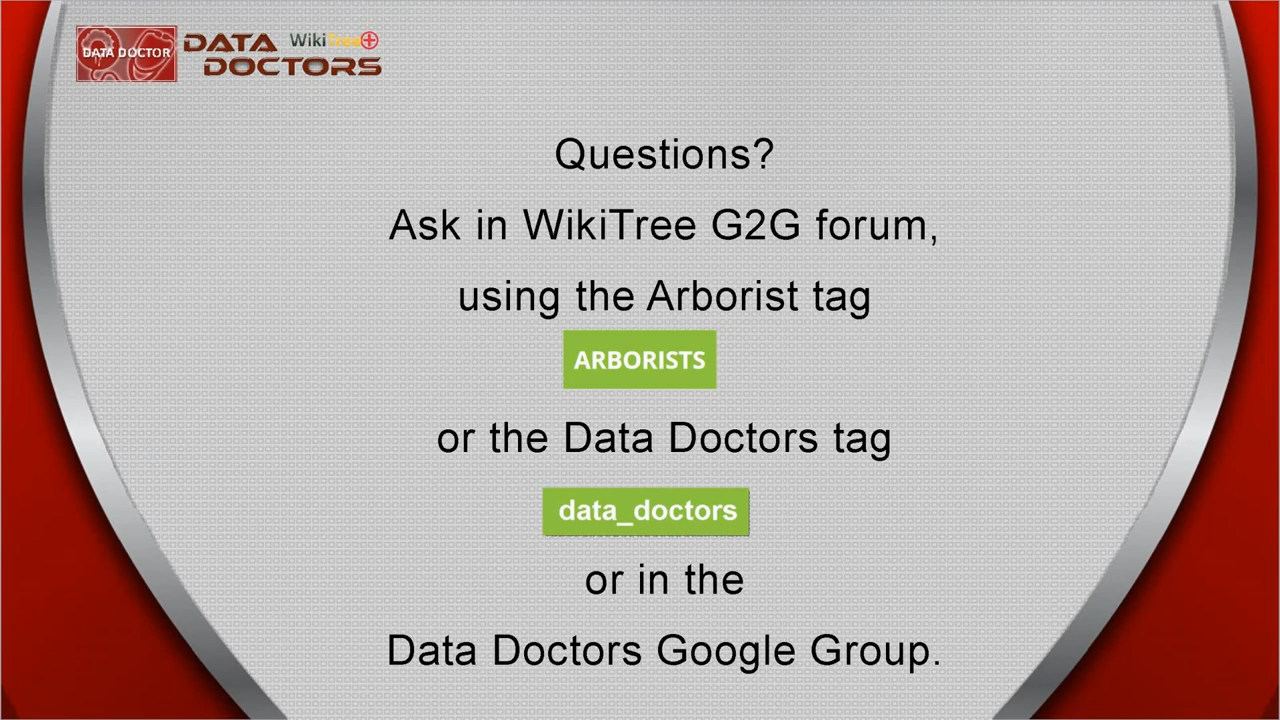 DATA DOCTOR
DATA WikiTree+
DOCTORS
Questions?
Ask in WikiTree G2G forum,
using the Arborist tag
ARBORISTS
or the Data Doctors tag
data_doctors
or in the
Data Doctors Google Group.